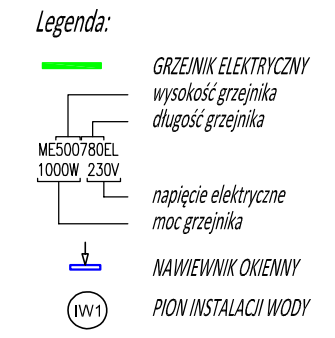 Legenda:
GRZEJNIK ELEKTRYCZNY
wysokość grzejnika
długość grzejnika
ME500780EL
1000W 230V
napięcie elektryczne
moc grzejnika
NAWIEWNIK OKIENNY
IW1 PION INSTALACJI WODY